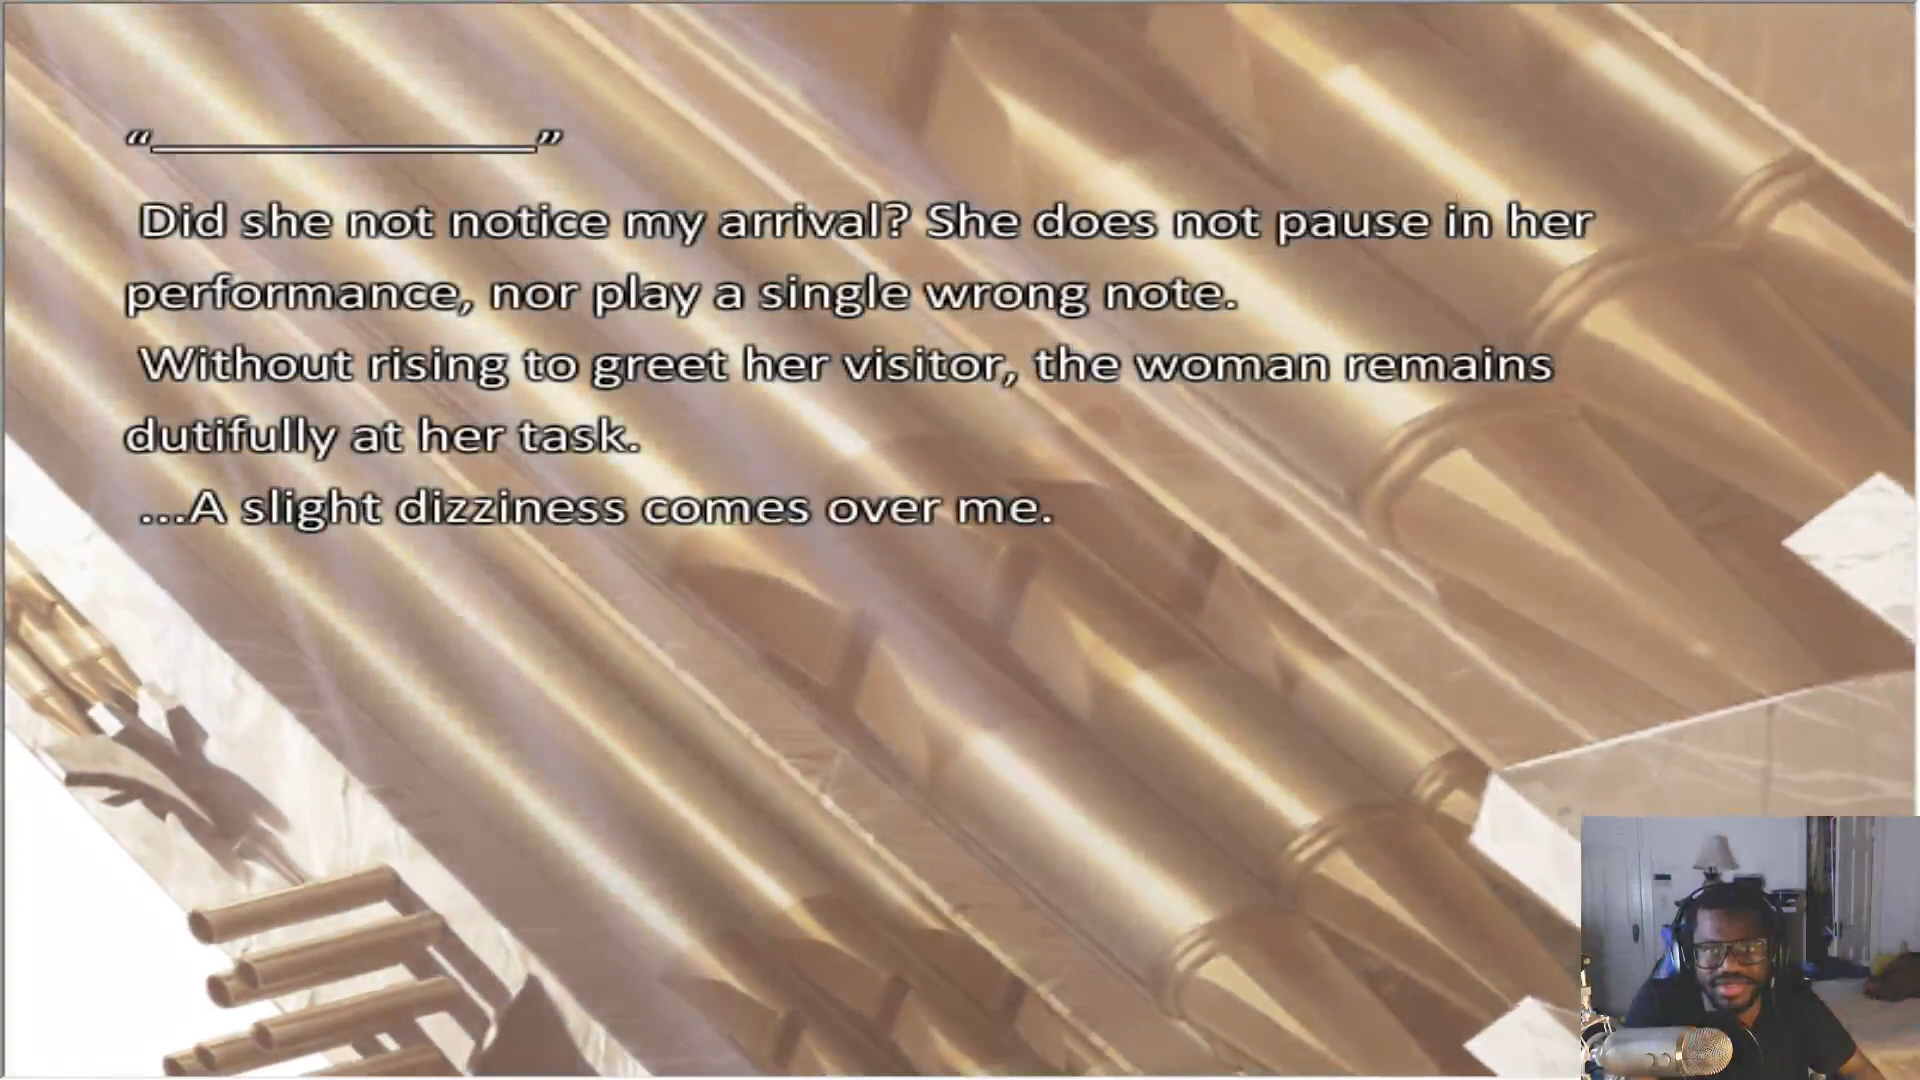 “――――――――”
Did she not notice my arrival? She does not pause in her
performance, nor play a single wrong note.
Without rising to greet her visitor, the woman remains
dutifully at her task.
...A slight dizziness comes over me.